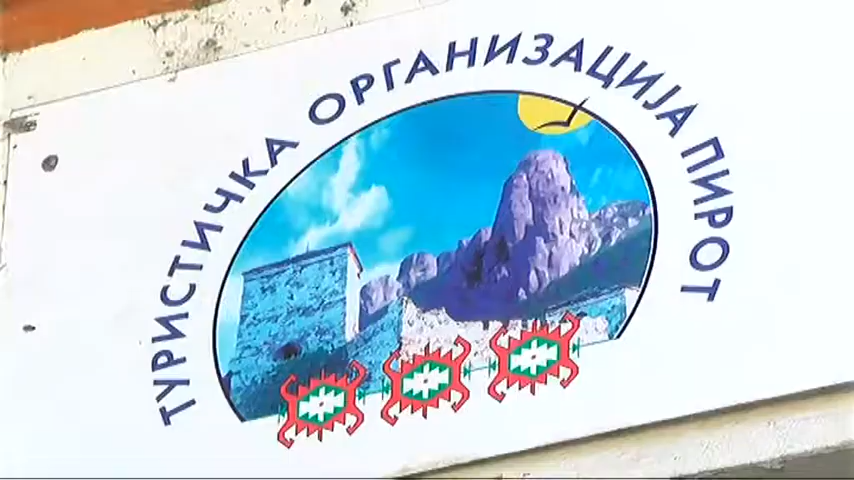 ТУРИСТИЧКА ОРГАНИЗАЦИЈА ПИРОТ